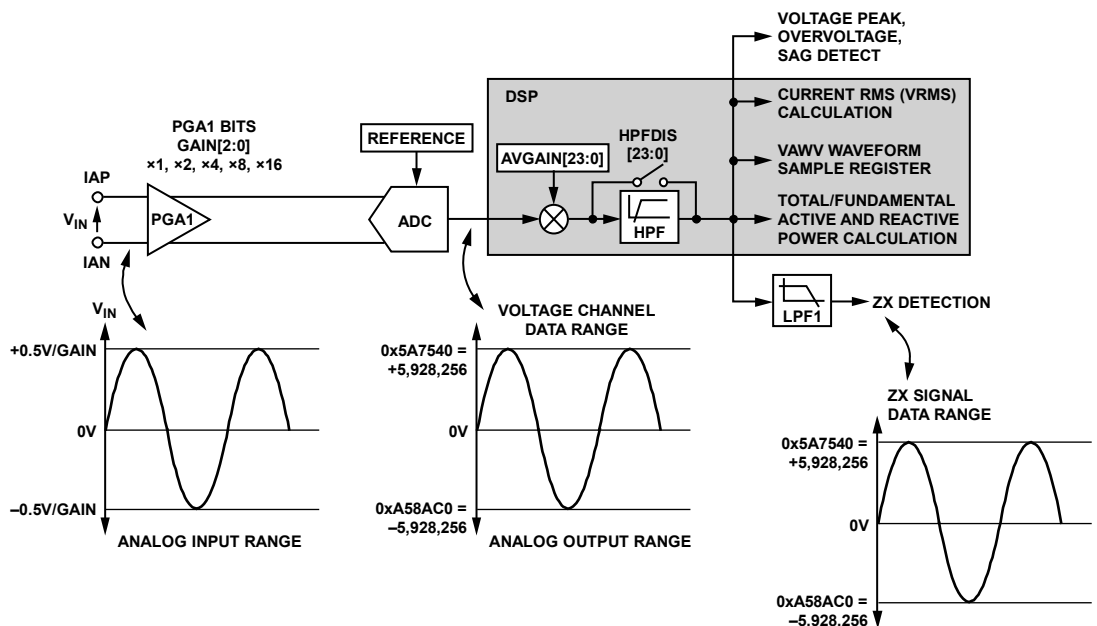 VOLTAGE PEAK,
OVERVOLTAGE,
SAG DETECT
DSP
CURRENT RMS (VRMS)
CALCULATION
PGA1 BITS
GAIN[2:0]
×1, ×2, ×4, ×8, ×16
REFERENCE
HPFDIS
[23:0]
AVGAIN[23:0]
VAWV WAVEFORM
SAMPLE REGISTER
IAP
VIN
PGA1
ADC
HPF
TOTAL/FUNDAMENTAL
ACTIVE AND REACTIVE
POWER CALCULATION
IAN
LPF1
ZX DETECTION
VIN
+0.5V/GAIN
0V
–0.5V/GAIN
ANALOG INPUT RANGE
VOLTAGE CHANNEL
DATA RANGE
0x5A7540 =
+5,928,256
0V
0xA58AC0 =
–5,928,256
ANALOG OUTPUT RANGE
ZX SIGNAL
DATA RANGE
0x5A7540 =
+5,928,256
0V
0xA58AC0 =
–5,928,256